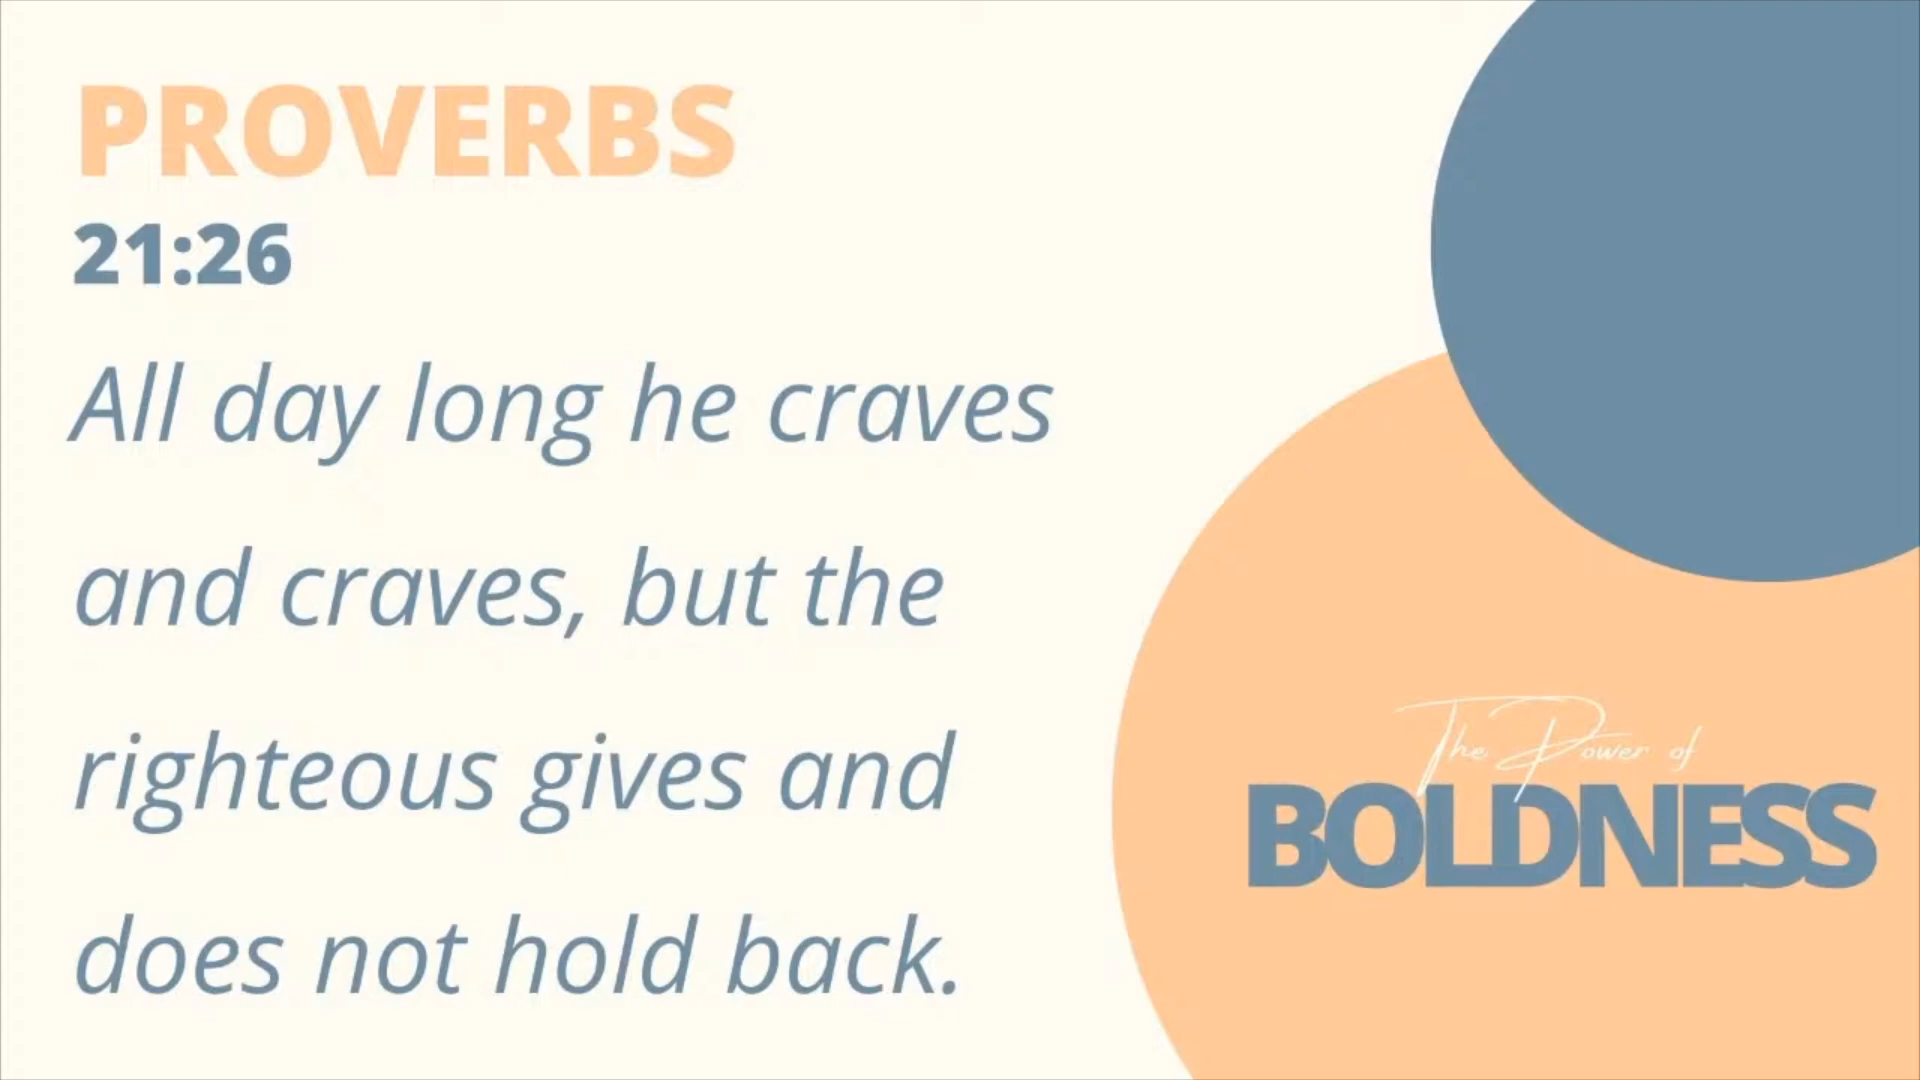 PROVERBS
21:26
All day long he craves
and craves, but the
righteous gives and
does not hold back.
The Power of
BOLDNESS